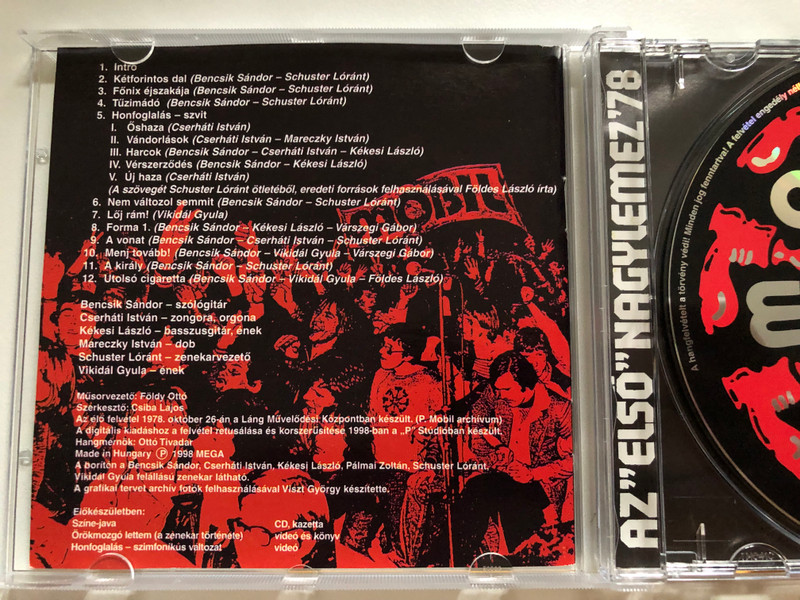 1. Intro
2. Kétforintos dal (Bencsik Sándor – Schuster Lóránt)
3. Főnix éjszakája (Bencsik Sándor – Schuster Lóránt)
4. Tűzimádó (Bencsik Sándor – Schuster Lóránt)
5. Honfoglalás – szvit
I. Őshaza (Cserháti István)
II. Vándorlások (Cserháti István – Mareczky István)
III. Harcok (Bencsik Sándor – Cserháti István – Kékesi László)
IV. Vérszerződés (Bencsik Sándor – Kékesi László)
V. Új haza (Cserháti István)
(A szövegét Schuster Lóránt ötletéből, eredeti források felhasználásával Földes László írta)
6. Nem változol semmit (Bencsik Sándor – Schuster Lóránt)
7. Lőj rám! (Vikidál Gyula)
8. Forma 1. (Bencsik Sándor – Kékesi László – Várszegi Gábor)
9. A vonat (Bencsik Sándor – Cserháti István – Schuster Lóránt)
10. Menj tovább! (Bencsik Sándor – Vikidál Gyula – Várszegi Gábor)
11. A király (Bencsik Sándor – Schuster Lóránt)
12. Utolsó cigaretta (Bencsik Sándor – Vikidál Gyula – Földes László)
MOBIL
Bencsik Sándor – szólógitár
Cserháti István – zongora, orgona
Kékesi László – basszusgitár, ének
Mareczky István – dob
Schuster Lóránt – zenekarvezető
Vikidál Gyula – ének
Műsorvezető: Földy Ottó
Szerkesztő: Csiba Lajos
Az élő felvétel 1978. október 26-án a Láng Művelődési Központban készült. (P. Mobil archívum)
A digitális kiadáshoz a felvétel retusálása és korszerűsítése 1998-ban a „P" Stúdióban készült.
Hangmérnök: Ottó Tivadar
Made in Hungary Ⓟ 1998 MEGA
A borítón a Bencsik Sándor, Cserháti István, Kékesi László, Pálmai Zoltán, Schuster Lóránt,
Vikidál Gyula felállású zenekar látható.
A grafikai tervet archív fotók felhasználásával Viszt György készítette.
Előkészületben:
Színe-java CD, kazetta
Örökmozgó lettem (a zenekar története) videó és könyv
Honfoglalás – szimfonikus változat videó
AZ "ELSŐ" NAGYLEMEZ '78
A hangfelvételt a törvény védi! Minden jog fenntartva! A felvétel engedély